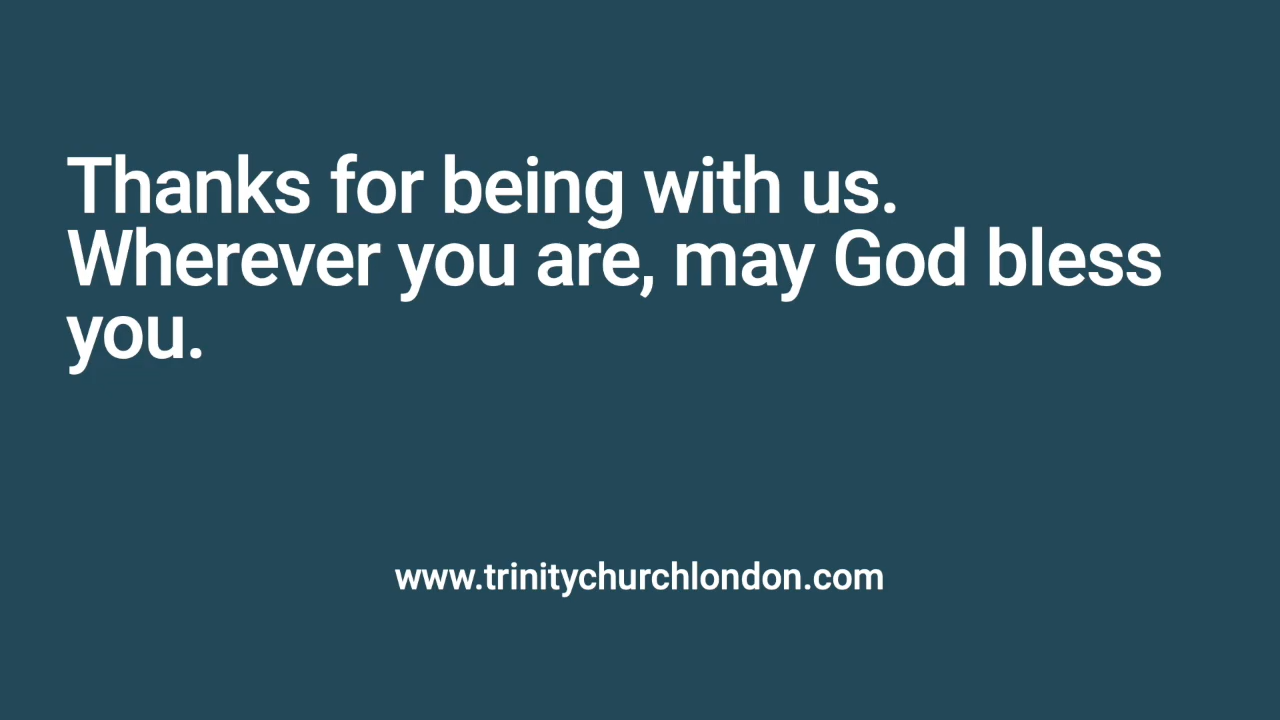 Thanks for being with us.
Wherever you are, may God bless
you.
www.trinitychurchlondon.com